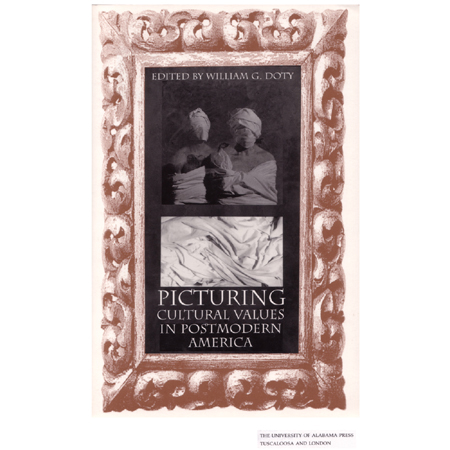 EDITED BY WILLIAM G. DOTY
PICTURING
CULTURAL VALUES
IN POSTMODERN
AMERICA
THE UNIVERSITY OF ALABAMA PRESS
TUSCALOOSA AND LONDON